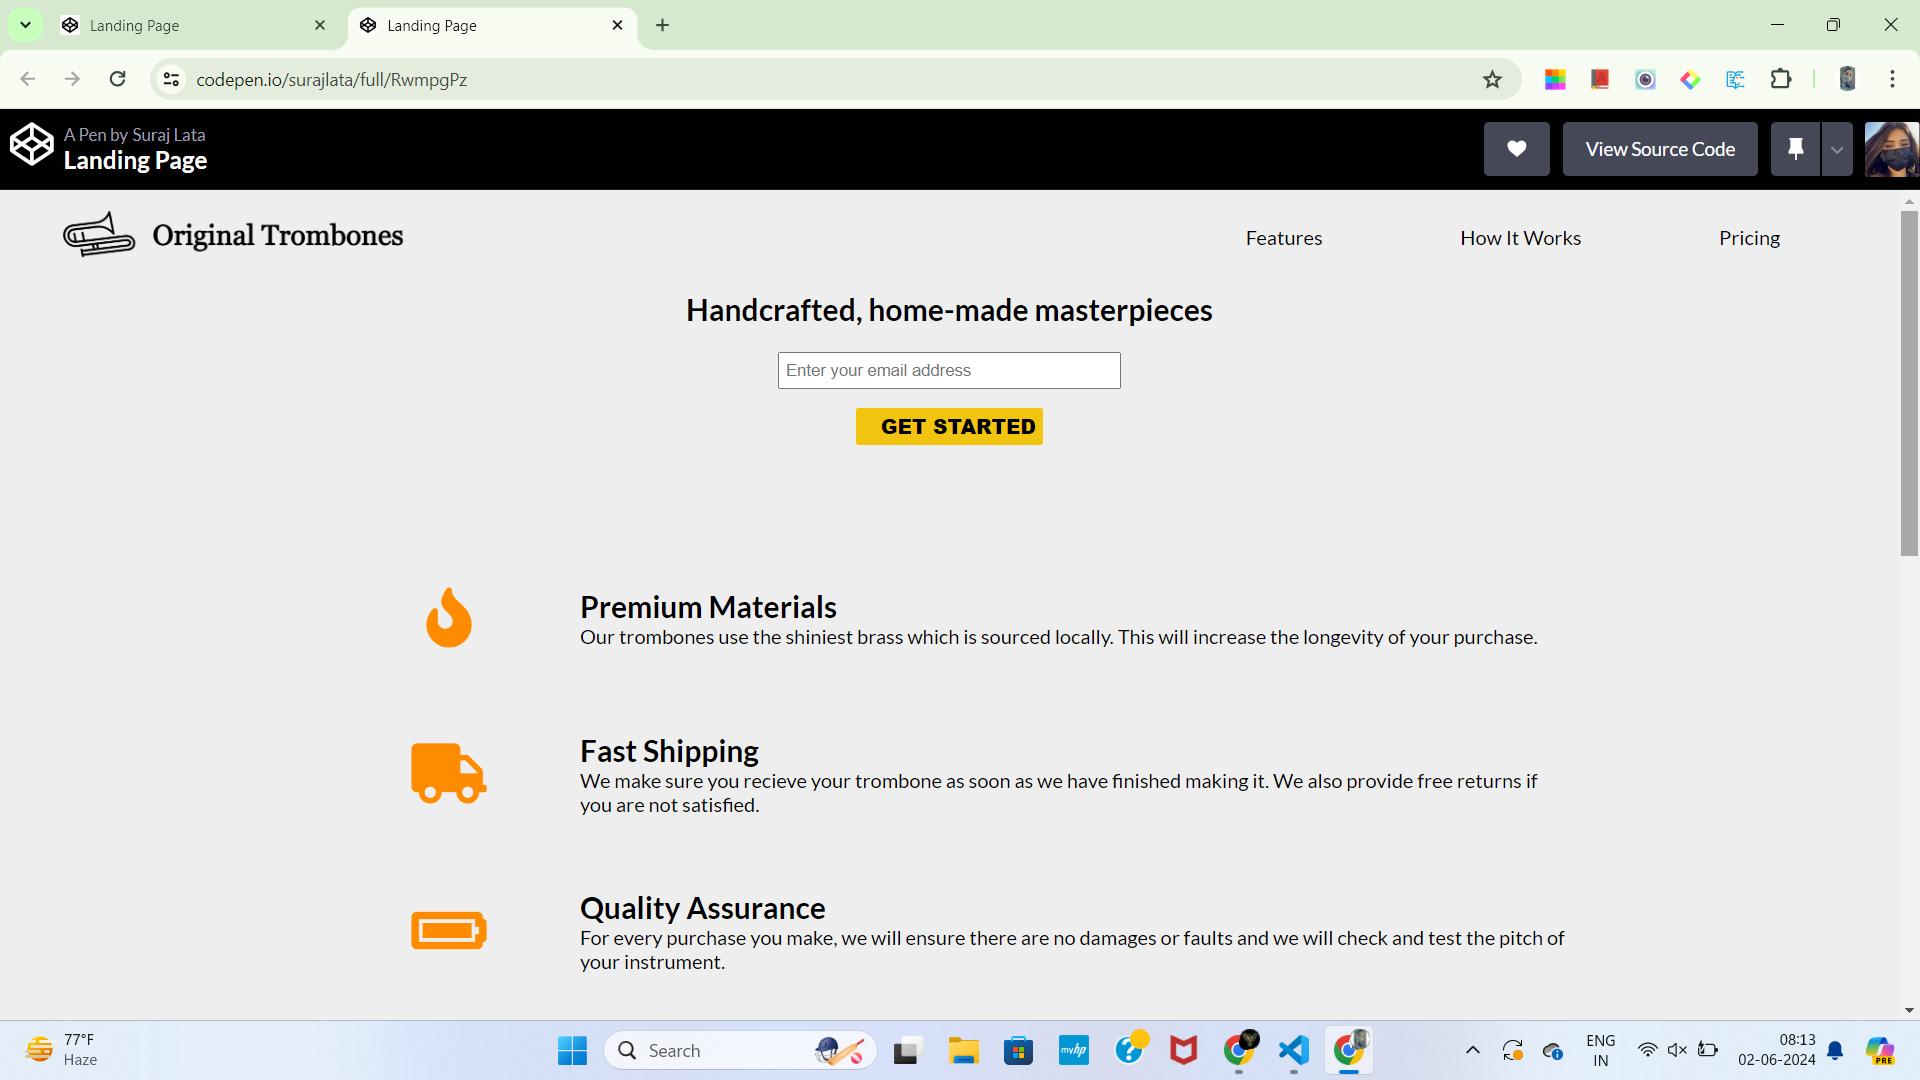 Landing Page
Landing Page
codepen.io/surajlata/full/RwmpgPz
A Pen by Suraj Lata
Landing Page
View Source Code
Original Trombones
Features
How It Works
Pricing
Handcrafted, home-made masterpieces
Enter your email address
GET STARTED
Premium Materials
Our trombones use the shiniest brass which is sourced locally. This will increase the longevity of your purchase.
Fast Shipping
We make sure you recieve your trombone as soon as we have finished making it. We also provide free returns if
you are not satisfied.
Quality Assurance
For every purchase you make, we will ensure there are no damages or faults and we will check and test the pitch of
your instrument.
77°F
Haze
Search
myhp
ENG
IN
08:13
02-06-2024
PRE